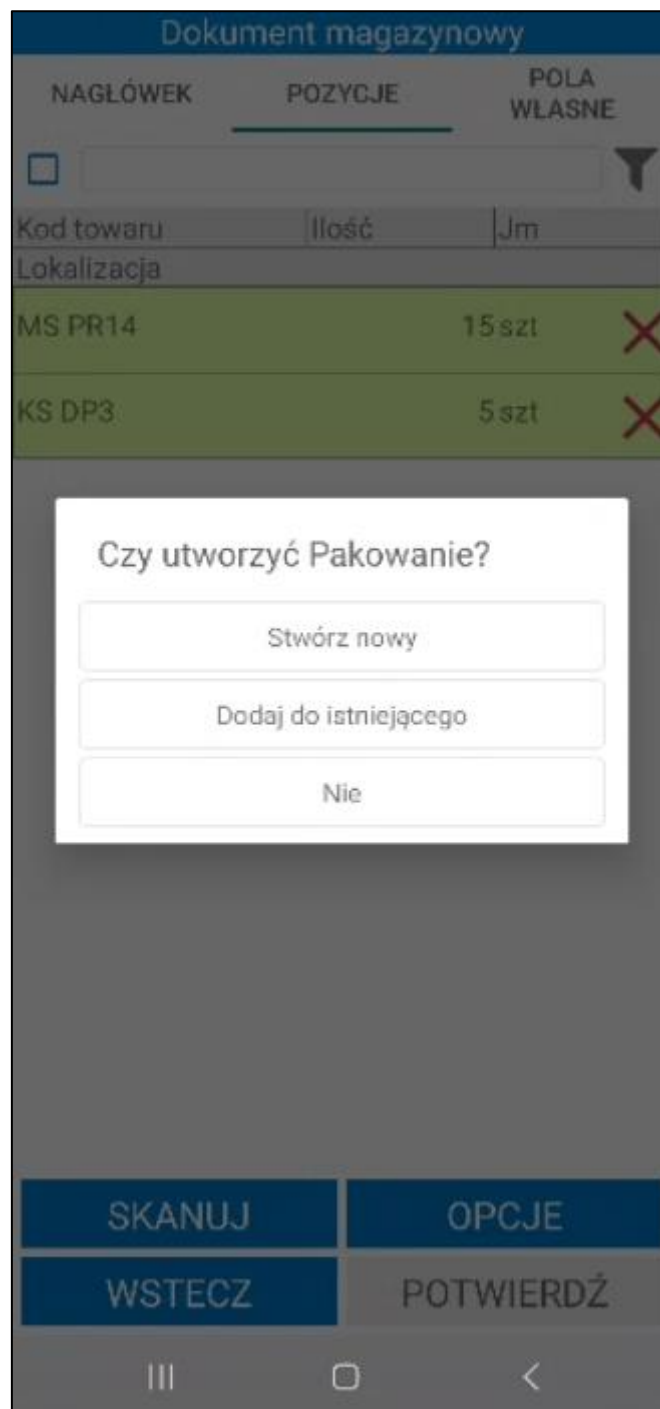 Dokument magazynowy
NAGŁÓWEK POZYCJE POLA WŁASNE
Kod towaru Ilość Jm
Lokalizacja
MS PR14 15 szt
KS DP3 5 szt
Czy utworzyć Pakowanie?
Stwórz nowy
Dodaj do istniejącego
Nie
SKANUJ OPCJE
WSTECZ POTWIERDŹ